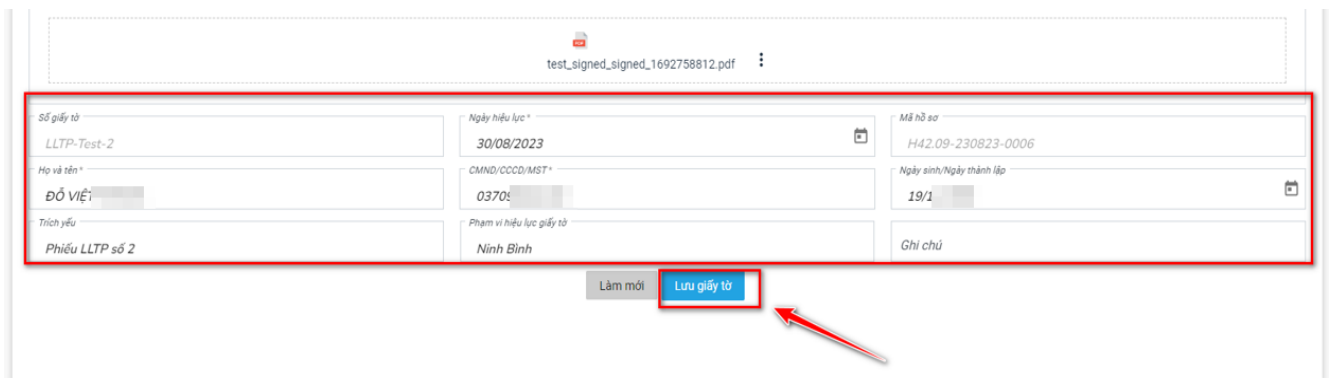 PDF
test_signed_signed_1692758812.pdf
Số giấy tờ
Ngày hiệu lực *
Mã hồ sơ
LLTP-Test-2
30/08/2023
H42.09-230823-0006
Họ và tên *
CMND/CCCD/MST *
Ngày sinh/Ngày thành lập
ĐỖ
0370
19/1
Trích yếu
Phạm vi hiệu lực giấy tờ
Phiếu LLTP số 2
Ninh Bình
Ghi chú
Làm mới
Lưu giấy tờ